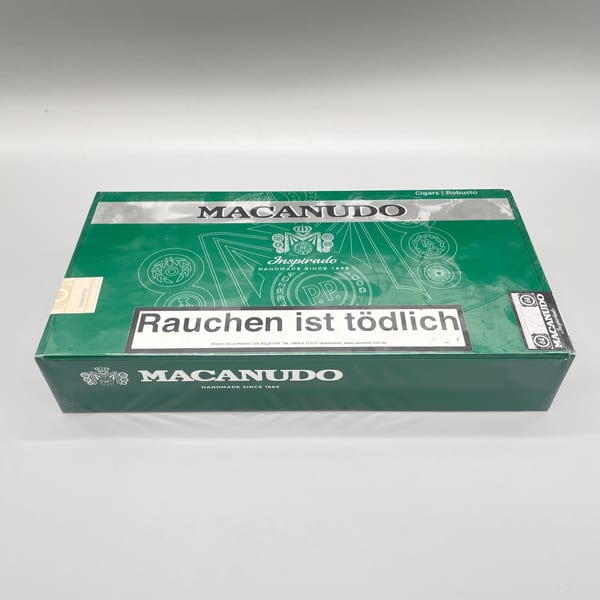 Cigars | Robusto
MACANUDO
Inspirado
HANDMADE SINCE 1868
P.P.
Rauchen ist tödlich
MACANUDO
MACANUDO
HANDMADE SINCE 1868